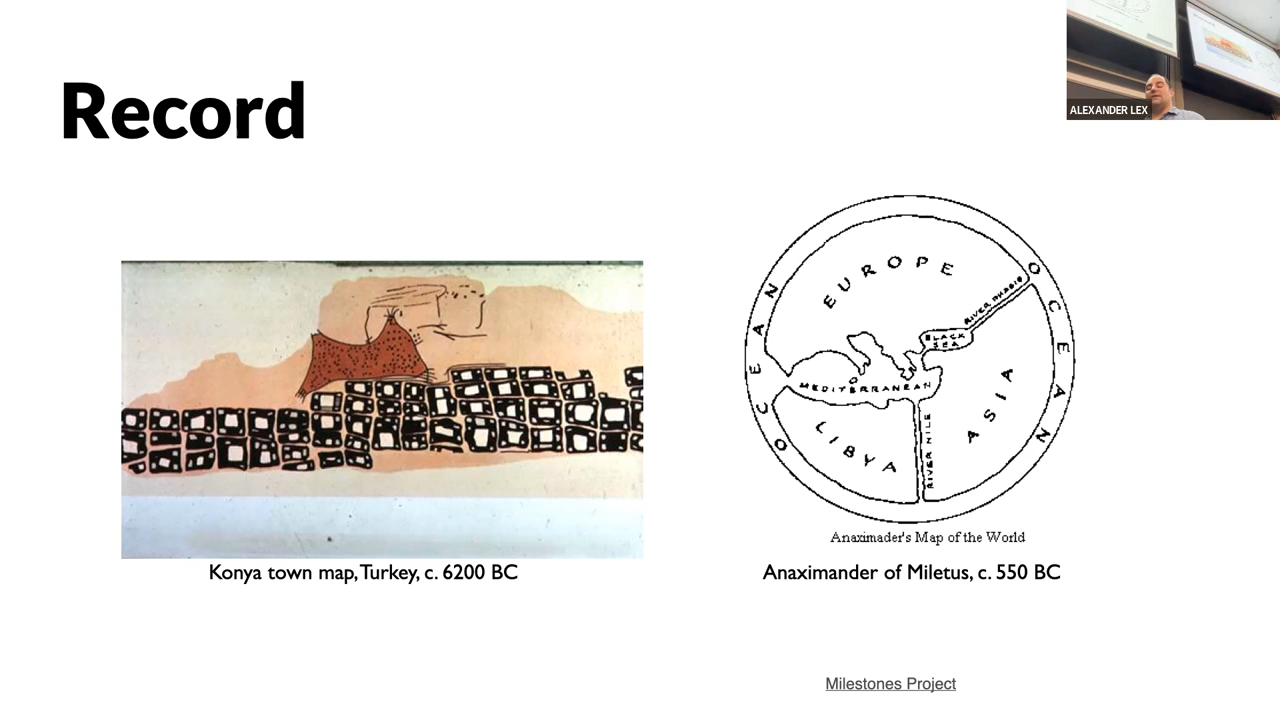 Record
ALEXANDER LEX
EUROPE
OCEAN
OCEAN
RIVER PHASIS
BLACK
SEA
MEDITERRANEAN
ASIA
LIBYA
RIVER NILE
Anaximader's Map of the World
Konya town map, Turkey, c. 6200 BC
Anaximander of Miletus, c. 550 BC
Milestones Project